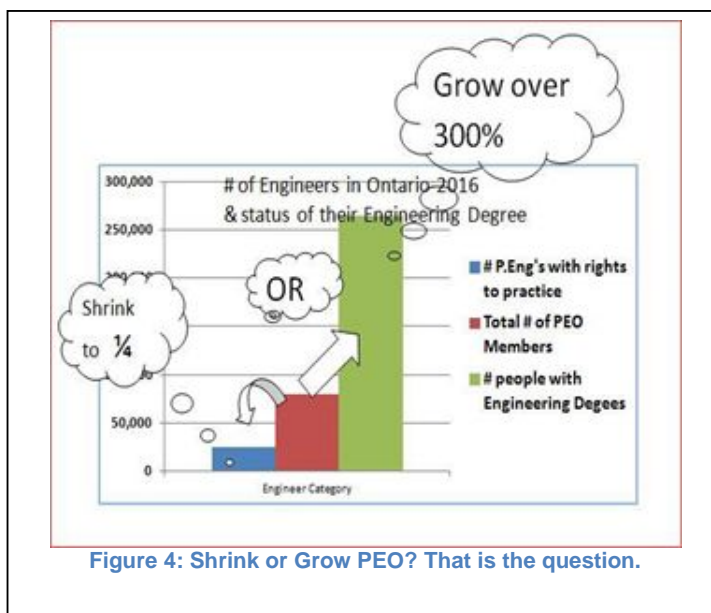 Grow over
300%
# of Engineers in Ontario 2016
& status of their Engineering Degree
300,000
250,000
50,000
0
Shrink
to ¼
OR
# P.Eng's with rights
to practice
Total # of PEO
Members
# people with
Engineering Degees
Engineer Category
Figure 4: Shrink or Grow PEO? That is the question.